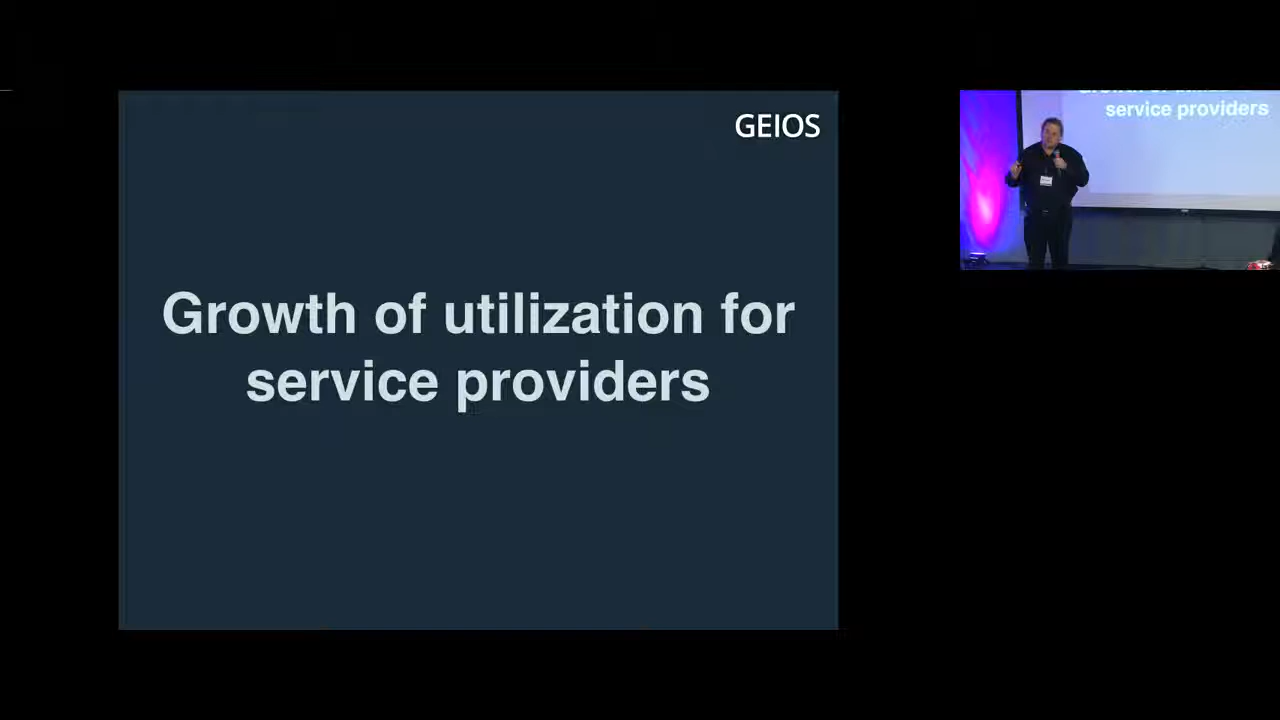 GEIOS
Growth of utilization for
service providers
service providers